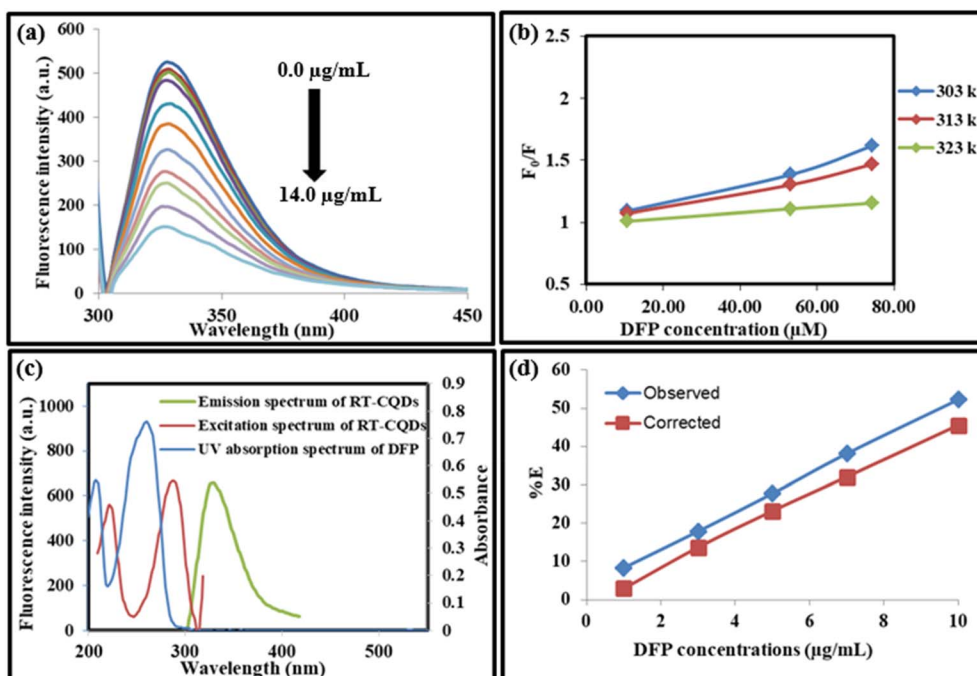 (a)
600
500
400
300
200
100
0
Fluorescence intensity (a.u.)
0.0 µg/mL
14.0 µg/mL
300
350
400
450
Wavelength (nm)
(b)
2.5
2
1.5
1
0.5
F₀/F
0.00
20.00
40.00
60.00
80.00
DFP concentration (µM)
303 k
313 k
323 k
(c)
1000
800
600
400
200
0
Fluorescence intensity (a.u.)
Emission spectrum of RT-CQDs
Excitation spectrum of RT-CQDs
UV absorption spectrum of DFP
0.9
0.8
0.7
0.6
0.5
0.4
0.3
0.2
0.1
0
Absorbance
200
300
400
500
Wavelength (nm)
(d)
60
50
40
30
20
10
0
%E
Observed
Corrected
0
2
4
6
8
10
DFP concentrations (µg/mL)